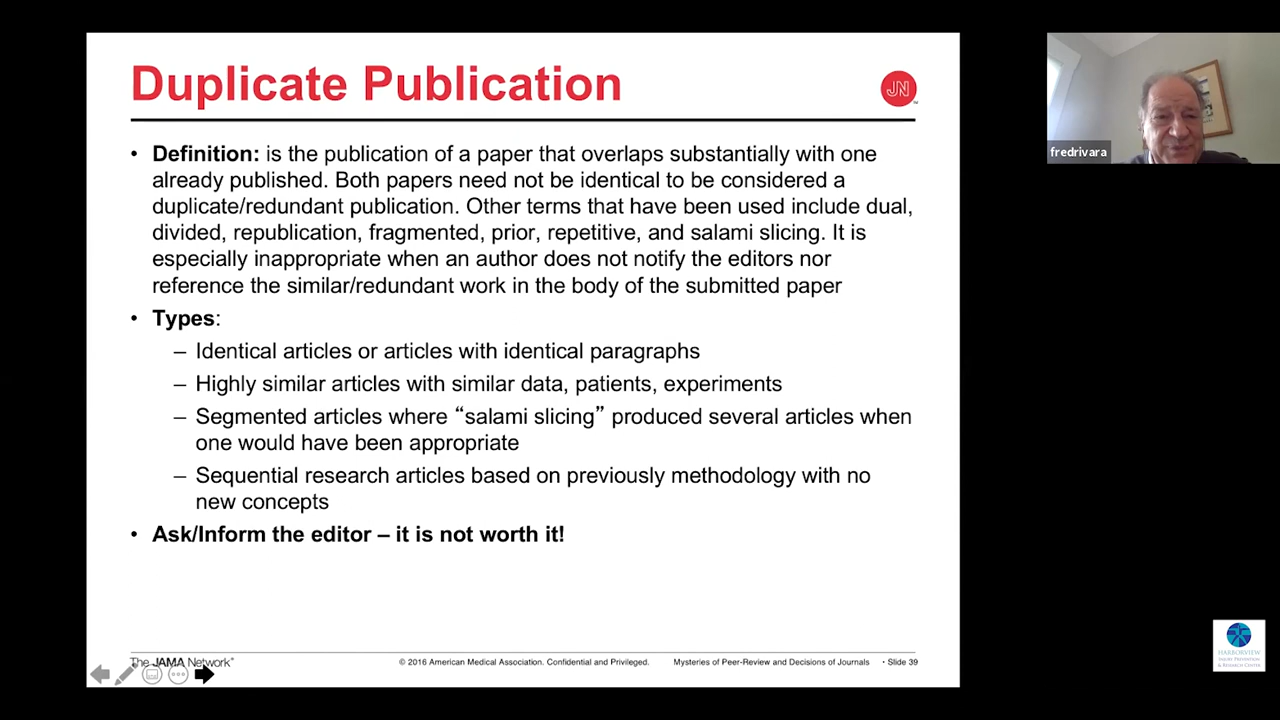 Duplicate Publication
JN
fredrivara
• Definition: is the publication of a paper that overlaps substantially with one
already published. Both papers need not be identical to be considered a
duplicate/redundant publication. Other terms that have been used include dual,
divided, republication, fragmented, prior, repetitive, and salami slicing. It is
especially inappropriate when an author does not notify the editors nor
reference the similar/redundant work in the body of the submitted paper
• Types:
– Identical articles or articles with identical paragraphs
– Highly similar articles with similar data, patients, experiments
– Segmented articles where “salami slicing” produced several articles when
one would have been appropriate
– Sequential research articles based on previously methodology with no
new concepts
• Ask/Inform the editor – it is not worth it!
HARBORVIEW
INJURY PREVENTION
& RESEARCH CENTER
The JAMA Network®
© 2016 American Medical Association. Confidential and Privileged.
Mysteries of Peer-Review and Decisions of Journals
• Slide 39